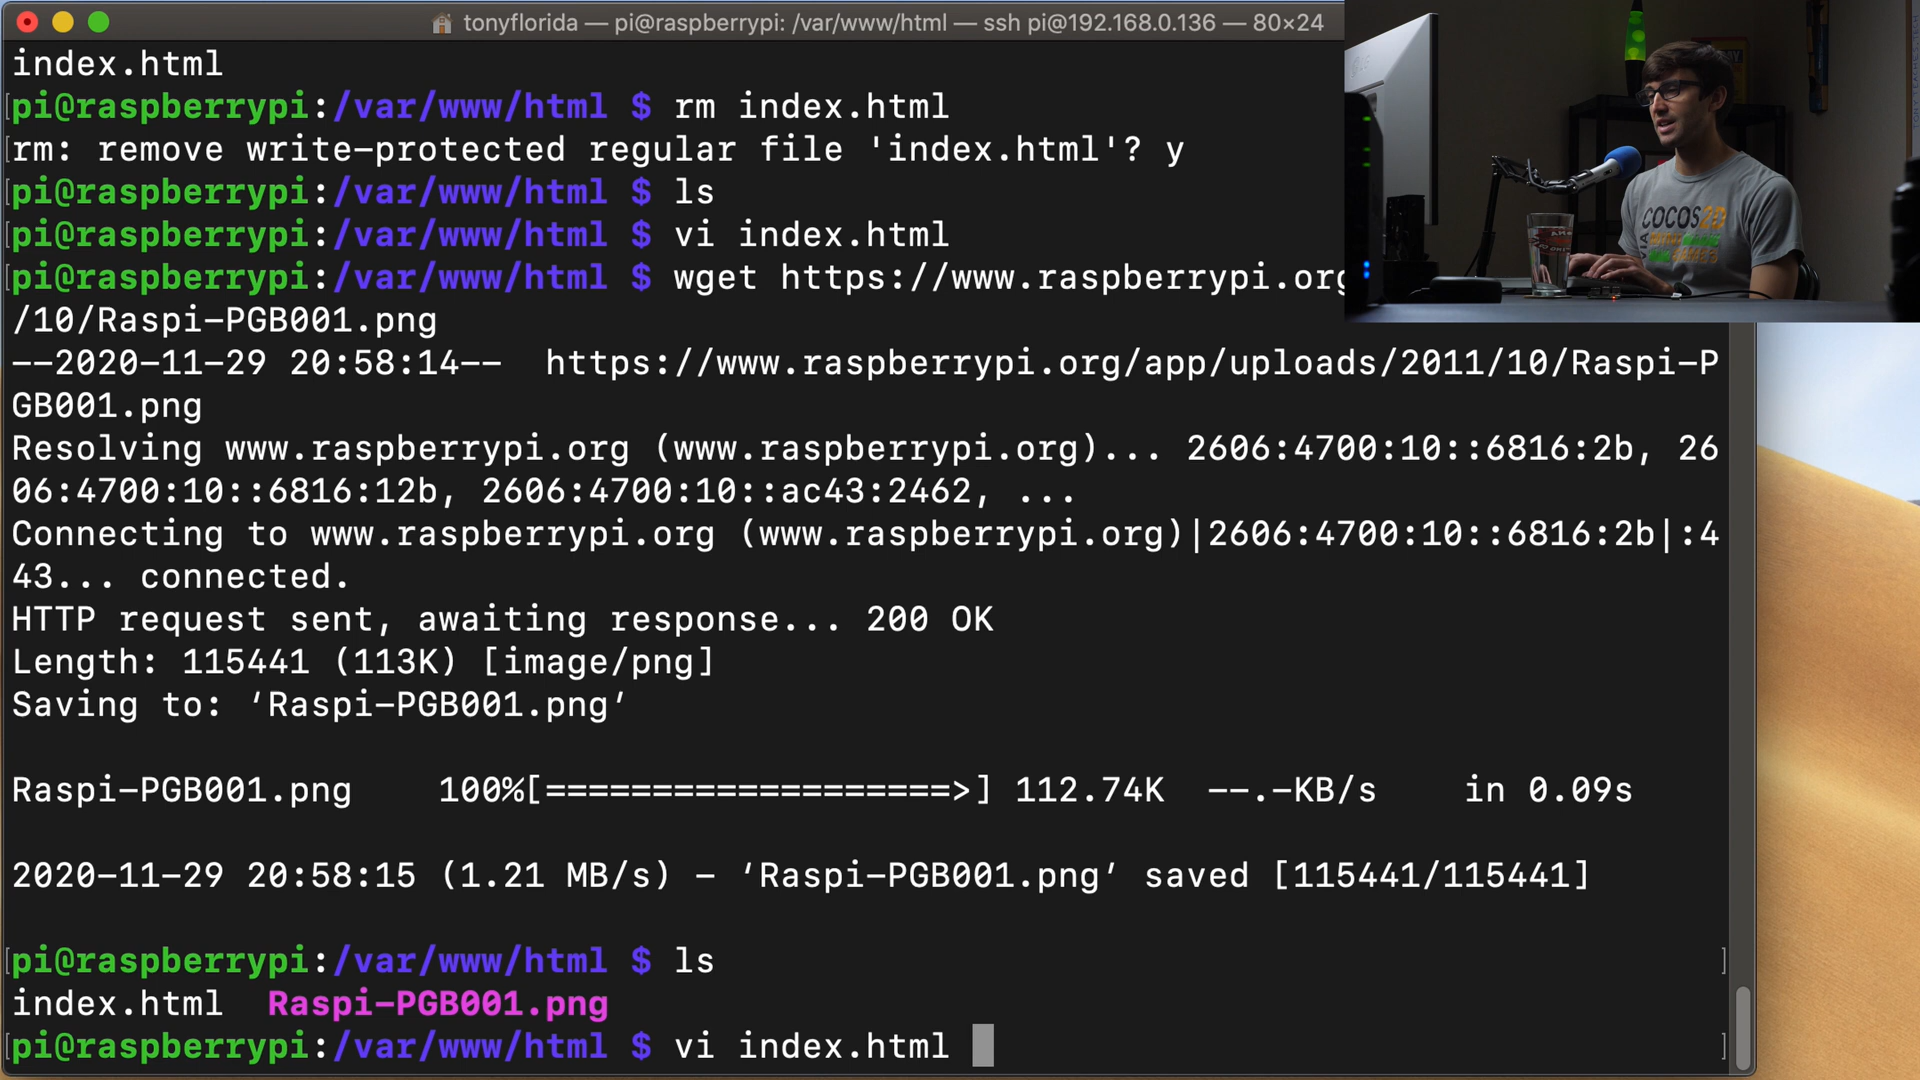 tonyflorida — pi@raspberrypi: /var/www/html — ssh pi@192.168.0.136 — 80×24
index.html
pi@raspberrypi:/var/www/html $ rm index.html
rm: remove write-protected regular file 'index.html'? y
pi@raspberrypi:/var/www/html $ ls
pi@raspberrypi:/var/www/html $ vi index.html
pi@raspberrypi:/var/www/html $ wget https://www.raspberrypi.org
/10/Raspi-PGB001.png
--2020-11-29 20:58:14--  https://www.raspberrypi.org/app/uploads/2011/10/Raspi-P
GB001.png
Resolving www.raspberrypi.org (www.raspberrypi.org)... 2606:4700:10::6816:2b, 26
06:4700:10::6816:12b, 2606:4700:10::ac43:2462, ...
Connecting to www.raspberrypi.org (www.raspberrypi.org)|2606:4700:10::6816:2b|:4
43... connected.
HTTP request sent, awaiting response... 200 OK
Length: 115441 (113K) [image/png]
Saving to: ‘Raspi-PGB001.png’
Raspi-PGB001.png    100%[===================>] 112.74K  --.-KB/s    in 0.09s
2020-11-29 20:58:15 (1.21 MB/s) - ‘Raspi-PGB001.png’ saved [115441/115441]
pi@raspberrypi:/var/www/html $ ls
index.html  Raspi-PGB001.png
pi@raspberrypi:/var/www/html $ vi index.html
COCOS2D